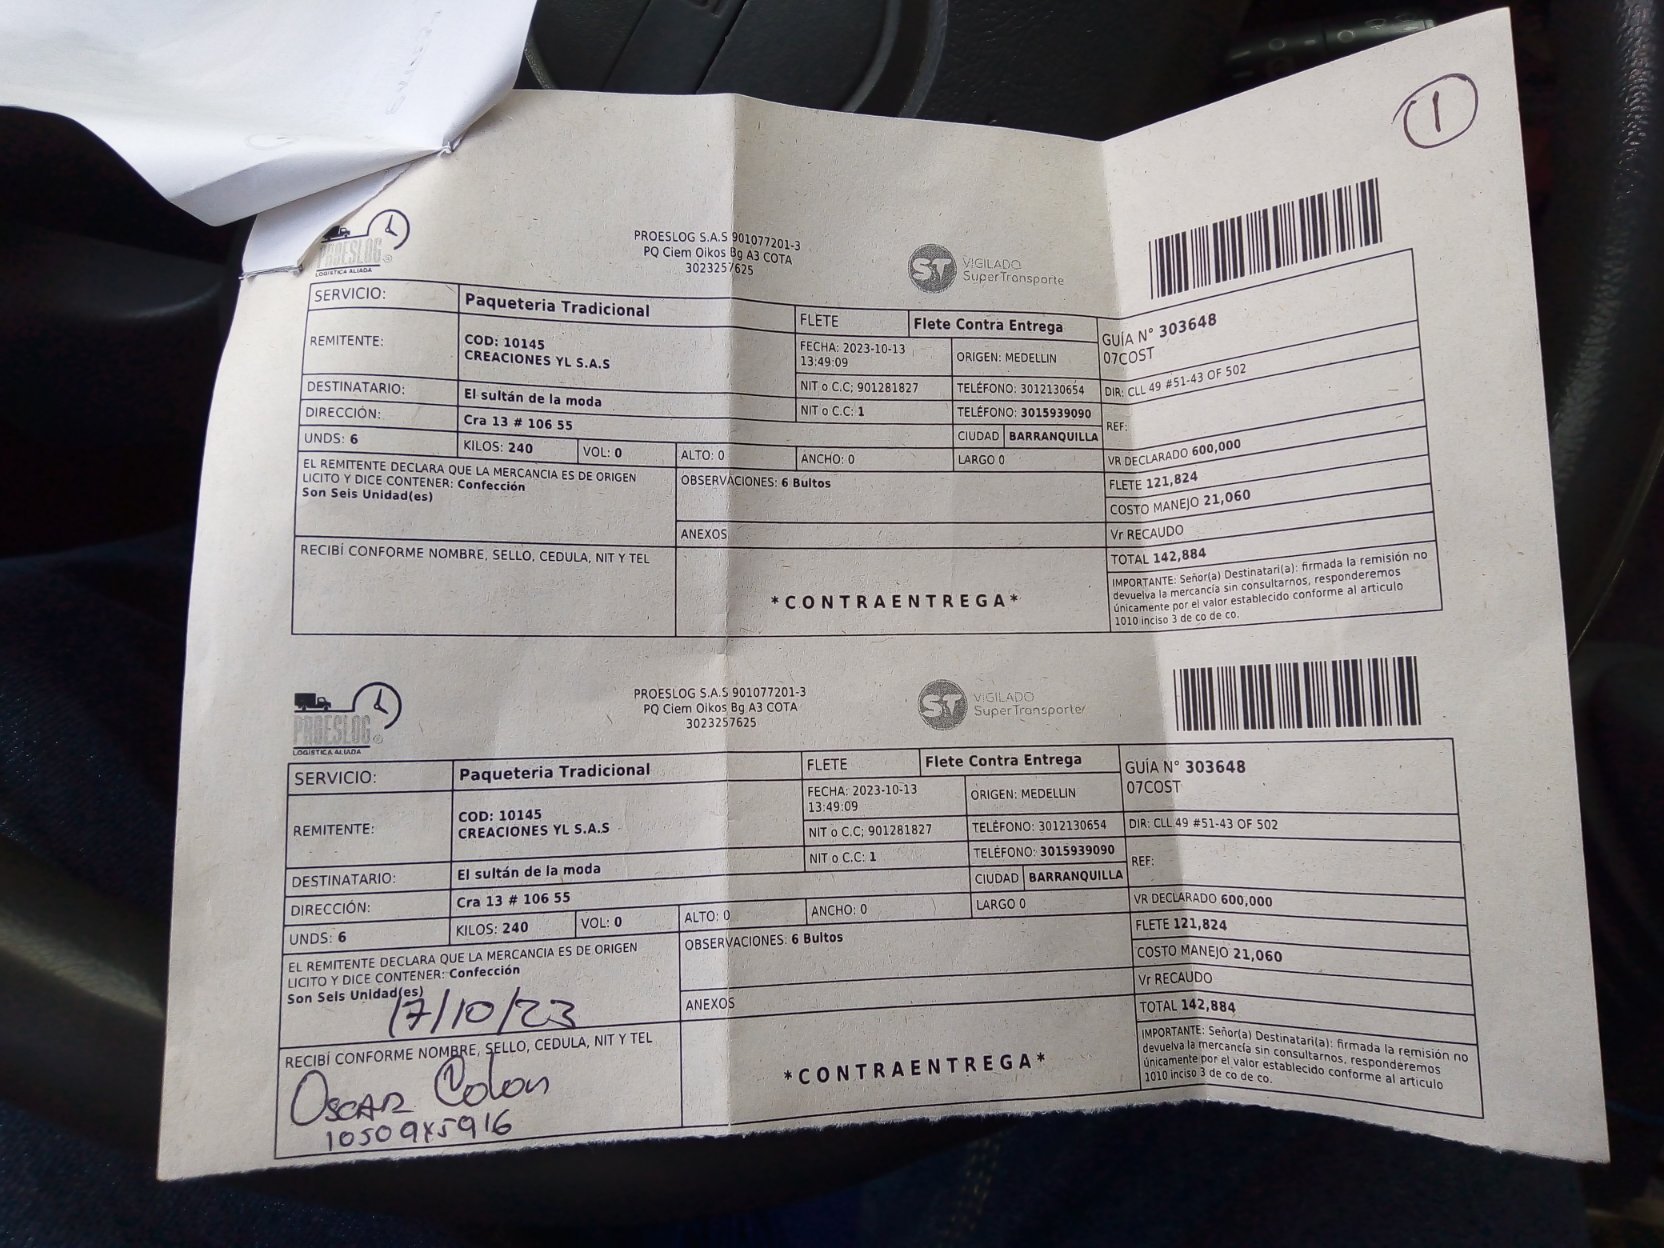 1
PROESLOG
LOGISTICA ALIADA
PROESLOG S.A.S 901077201-3
PQ Ciem Oikos Bg A3 COTA
3023257625
ST
VIGILADO
SuperTransporte
SERVICIO: Paqueteria Tradicional
FLETE Flete Contra Entrega
GUÍA N° 303648
07COST
REMITENTE: COD: 10145
CREACIONES YL S.A.S
FECHA: 2023-10-13
13:49:09
ORIGEN: MEDELLIN
NIT o C.C; 901281827 TELÉFONO: 3012130654 DIR: CLL 49 #51-43 OF 502
DESTINATARIO: El sultán de la moda NIT o C.C: 1 TELÉFONO: 3015939090
REF:
DIRECCIÓN: Cra 13 # 106 55 CIUDAD BARRANQUILLA
UNDS: 6 KILOS: 240 VOL: 0 ALTO: 0 ANCHO: 0 LARGO 0 VR DECLARADO 600,000
EL REMITENTE DECLARA QUE LA MERCANCIA ES DE ORIGEN
LICITO Y DICE CONTENER: Confección
Son Seis Unidad(es)
OBSERVACIONES: 6 Bultos
FLETE 121,824
COSTO MANEJO 21,060
ANEXOS
Vr RECAUDO
TOTAL 142,884
RECIBÍ CONFORME NOMBRE, SELLO, CEDULA, NIT Y TEL
*CONTRAENTREGA*
IMPORTANTE: Señor(a) Destinatari(a): firmada la remisión no
devuelva la mercancía sin consultarnos, responderemos
únicamente por el valor establecido conforme al articulo
1010 inciso 3 de co de co.
PROESLOG
LOGISTICA ALIADA
PROESLOG S.A.S 901077201-3
PQ Ciem Oikos Bg A3 COTA
3023257625
ST
VIGILADO
SuperTransporte
SERVICIO: Paqueteria Tradicional
FLETE Flete Contra Entrega
GUÍA N° 303648
07COST
REMITENTE: COD: 10145
CREACIONES YL S.A.S
FECHA: 2023-10-13
13:49:09
ORIGEN: MEDELLIN
NIT o C.C; 901281827 TELÉFONO: 3012130654 DIR: CLL 49 #51-43 OF 502
DESTINATARIO: El sultán de la moda NIT o C.C: 1 TELÉFONO: 3015939090
REF:
DIRECCIÓN: Cra 13 # 106 55 CIUDAD BARRANQUILLA
UNDS: 6 KILOS: 240 VOL: 0 ALTO: 0 ANCHO: 0 LARGO 0 VR DECLARADO 600,000
EL REMITENTE DECLARA QUE LA MERCANCIA ES DE ORIGEN
LICITO Y DICE CONTENER: Confección
Son Seis Unidad(es)
17/10/23
OBSERVACIONES: 6 Bultos
FLETE 121,824
COSTO MANEJO 21,060
ANEXOS
Vr RECAUDO
TOTAL 142,884
RECIBÍ CONFORME NOMBRE, SELLO, CEDULA, NIT Y TEL
Oscar Colon
*CONTRAENTREGA*
IMPORTANTE: Señor(a) Destinatari(a): firmada la remisión no
devuelva la mercancía sin consultarnos, responderemos
únicamente por el valor establecido conforme al articulo
1010 inciso 3 de co de co.